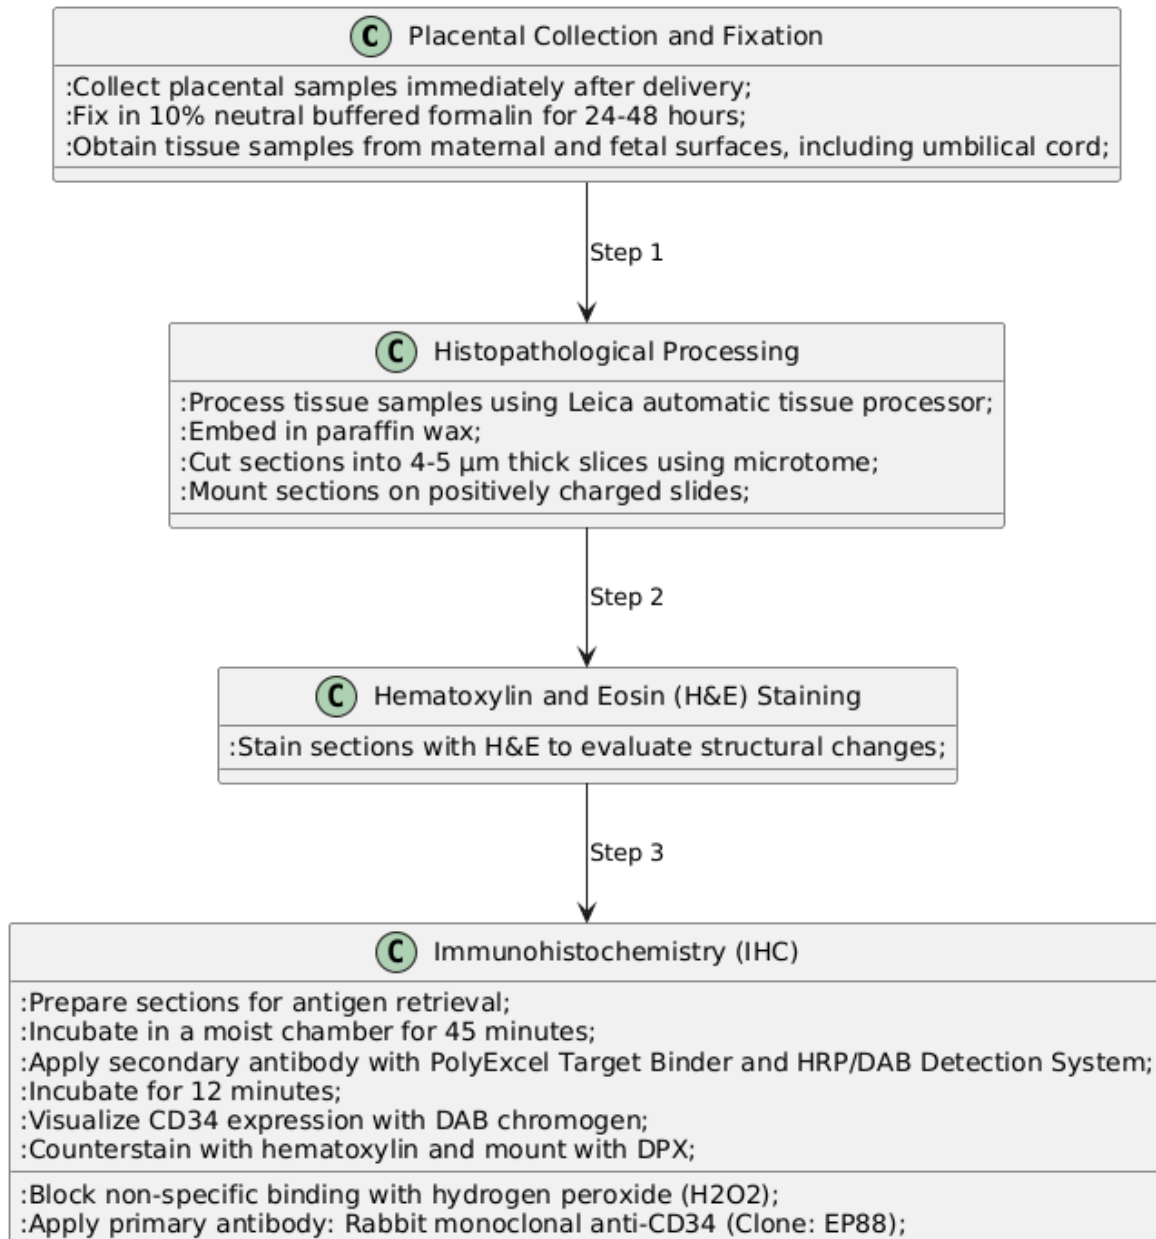 C Placental Collection and Fixation
:Collect placental samples immediately after delivery;
:Fix in 10% neutral buffered formalin for 24-48 hours;
:Obtain tissue samples from maternal and fetal surfaces, including umbilical cord;
Step 1
C Histopathological Processing
:Process tissue samples using Leica automatic tissue processor;
:Embed in paraffin wax;
:Cut sections into 4-5 µm thick slices using microtome;
:Mount sections on positively charged slides;
Step 2
C Hematoxylin and Eosin (H&E) Staining
:Stain sections with H&E to evaluate structural changes;
Step 3
C Immunohistochemistry (IHC)
:Prepare sections for antigen retrieval;
:Incubate in a moist chamber for 45 minutes;
:Apply secondary antibody with PolyExcel Target Binder and HRP/DAB Detection System;
:Incubate for 12 minutes;
:Visualize CD34 expression with DAB chromogen;
:Counterstain with hematoxylin and mount with DPX;
:Block non-specific binding with hydrogen peroxide (H2O2);
:Apply primary antibody: Rabbit monoclonal anti-CD34 (Clone: EP88);